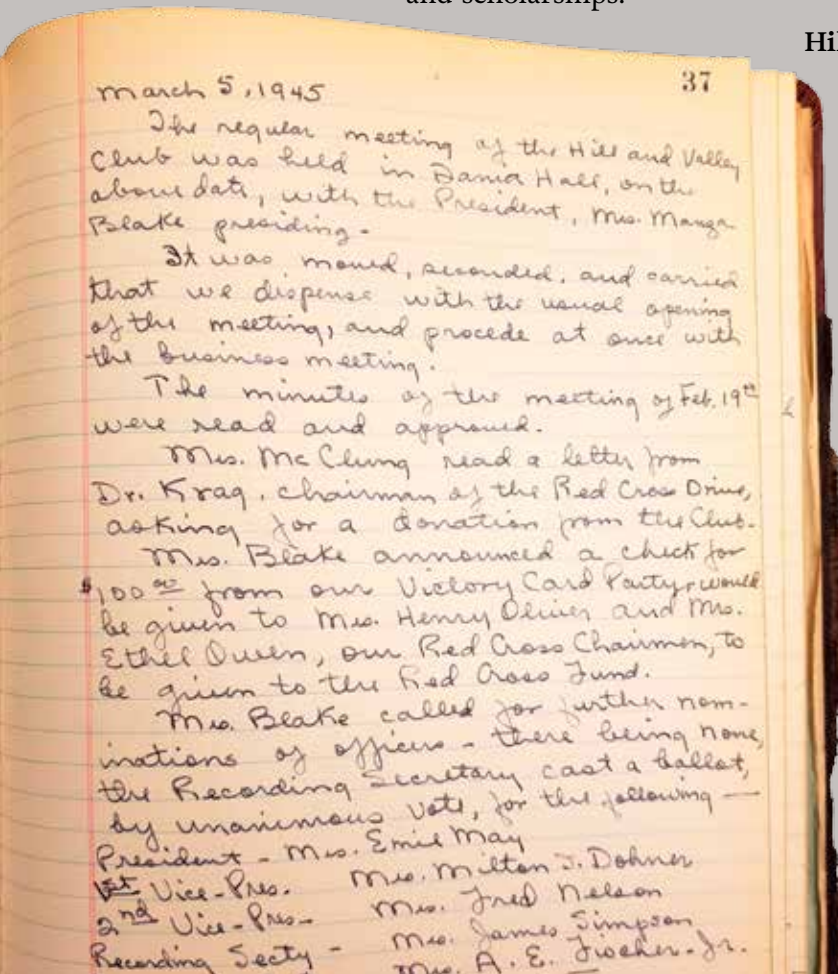 and scholarships.
Hil
37
March 5, 1945
The regular meeting of the Hill and Valley
Club was held in Dania Hall, on the
above date, with the President, Mrs. Manga
Blake presiding.
It was moved, seconded, and carried
that we dispense with the usual opening
of the meeting, and procede at once with
the business meeting.
The minutes of the meeting of Feb. 19th
were read and approved.
Mrs. McClung read a letter from
Dr. Krag, chairman of the Red Cross Drive,
asking for a donation from the Club.
Mrs. Blake announced a check for
$100.00 from our Victory Card Party, would
be given to Mrs. Henry Oliver and Mrs.
Ethel Owen, our Red Cross Chairmen, to
be given to the Red Cross Fund.
Mrs. Blake called for further nom-
inations of officers - there being none,
the Recording Secretary cast a ballot,
by unanimous vote, for the following —
President - Mrs. Emil May
1st Vice-Pres. Mrs. Milton J. Dohner
2nd Vice-Pres- Mrs. Fred Nelson
Recording Secty - Mrs. James Simpson
Mrs. A. E. Jr.